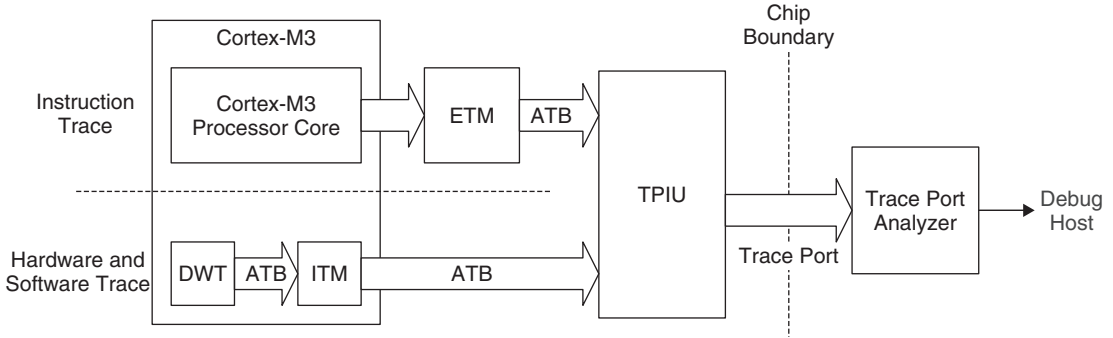 Chip
Boundary
Cortex-M3
Instruction
Trace
Cortex-M3
Processor Core
ETM
ATB
TPIU
Trace Port
Analyzer
Debug
Host
Trace Port
Hardware and
Software Trace
DWT
ATB
ITM
ATB